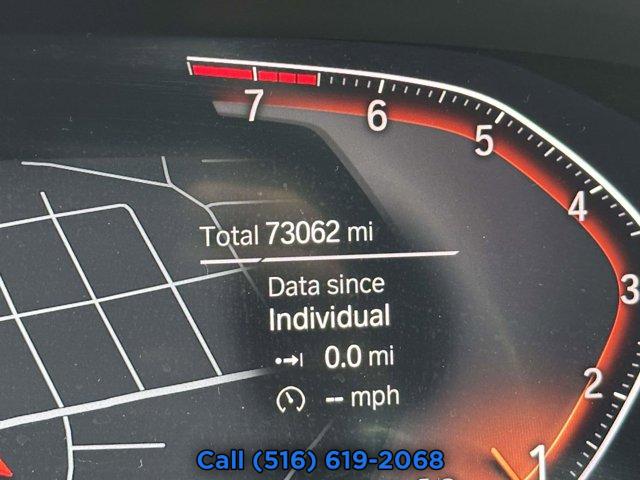 7
6
5
4
Total 73062 mi
Data since
3
Individual
0.0 mi
2
-- mph
1
Call (516) 619-2068